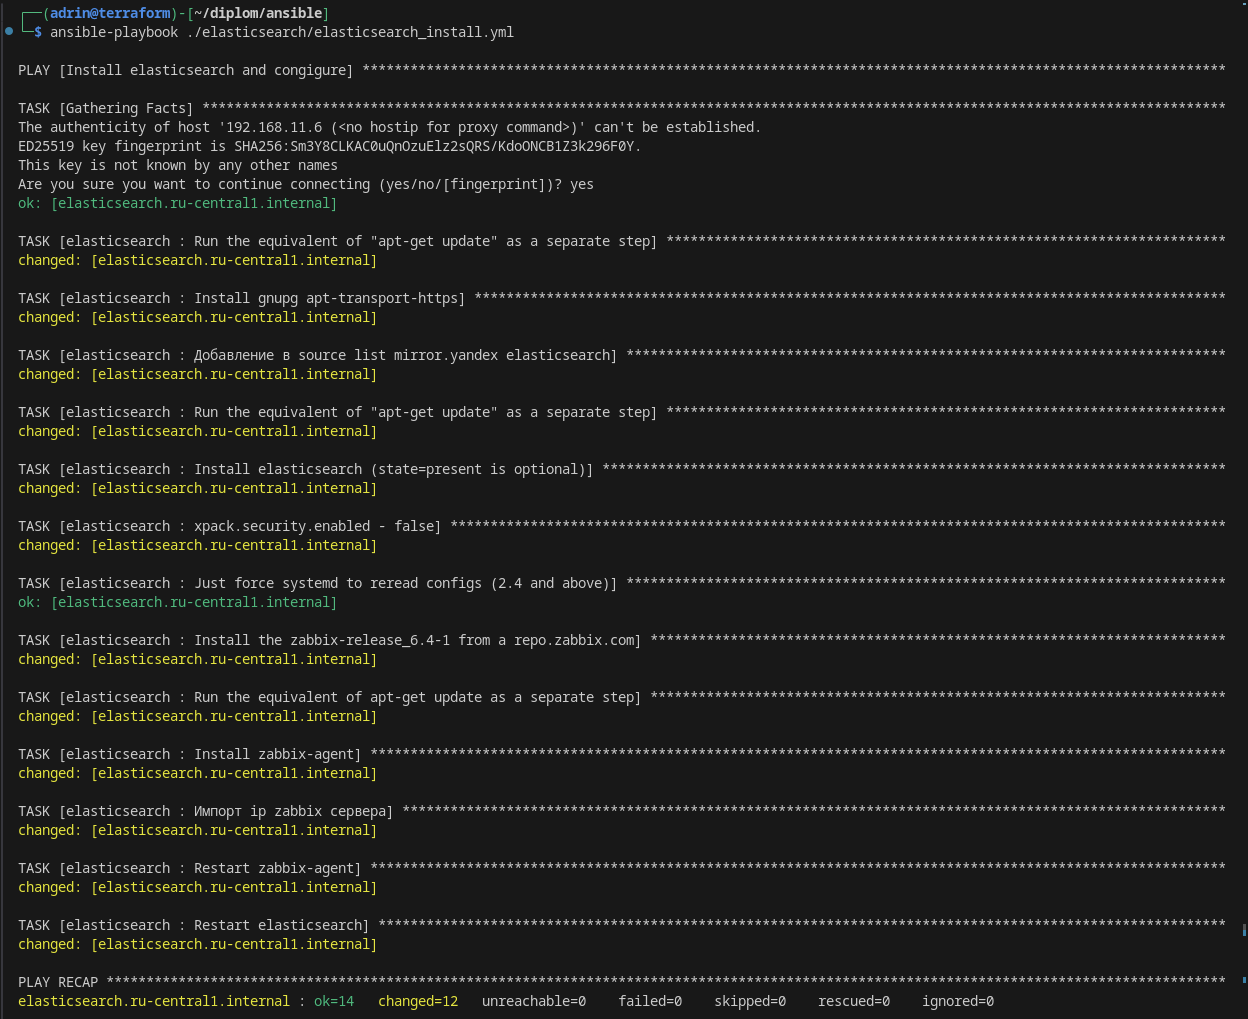 ┌──(adrin@terraform)-[~/diplom/ansible]
└─$ ansible-playbook ./elasticsearch/elasticsearch_install.yml
PLAY [Install elasticsearch and congigure] ************************************************************************************************************
TASK [Gathering Facts] ********************************************************************************************************************************
The authenticity of host '192.168.11.6 (<no hostip for proxy command>)' can't be established.
ED25519 key fingerprint is SHA256:Sm3Y8CLKAC0uQnOzuElz2sQRS/KdoONCB1Z3k296F0Y.
This key is not known by any other names
Are you sure you want to continue connecting (yes/no/[fingerprint])? yes
ok: [elasticsearch.ru-central1.internal]
TASK [elasticsearch : Run the equivalent of "apt-get update" as a separate step] **********************************************************************
changed: [elasticsearch.ru-central1.internal]
TASK [elasticsearch : Install gnupg apt-transport-https] **********************************************************************************************
changed: [elasticsearch.ru-central1.internal]
TASK [elasticsearch : Добавление в source list mirror.yandex elasticsearch] ***************************************************************************
changed: [elasticsearch.ru-central1.internal]
TASK [elasticsearch : Run the equivalent of "apt-get update" as a separate step] **********************************************************************
changed: [elasticsearch.ru-central1.internal]
TASK [elasticsearch : Install elasticsearch (state=present is optional)] ******************************************************************************
changed: [elasticsearch.ru-central1.internal]
TASK [elasticsearch : xpack.security.enabled - false] *************************************************************************************************
changed: [elasticsearch.ru-central1.internal]
TASK [elasticsearch : Just force systemd to reread configs (2.4 and above)] ***************************************************************************
ok: [elasticsearch.ru-central1.internal]
TASK [elasticsearch : Install the zabbix-release_6.4-1 from a repo.zabbix.com] ************************************************************************
changed: [elasticsearch.ru-central1.internal]
TASK [elasticsearch : Run the equivalent of apt-get update as a separate step] ************************************************************************
changed: [elasticsearch.ru-central1.internal]
TASK [elasticsearch : Install zabbix-agent] ***********************************************************************************************************
changed: [elasticsearch.ru-central1.internal]
TASK [elasticsearch : Импорт ip zabbix сервера] *******************************************************************************************************
changed: [elasticsearch.ru-central1.internal]
TASK [elasticsearch : Restart zabbix-agent] ***********************************************************************************************************
changed: [elasticsearch.ru-central1.internal]
TASK [elasticsearch : Restart elasticsearch] **********************************************************************************************************
changed: [elasticsearch.ru-central1.internal]
PLAY RECAP ********************************************************************************************************************************************
elasticsearch.ru-central1.internal : ok=14   changed=12   unreachable=0    failed=0    skipped=0    rescued=0    ignored=0